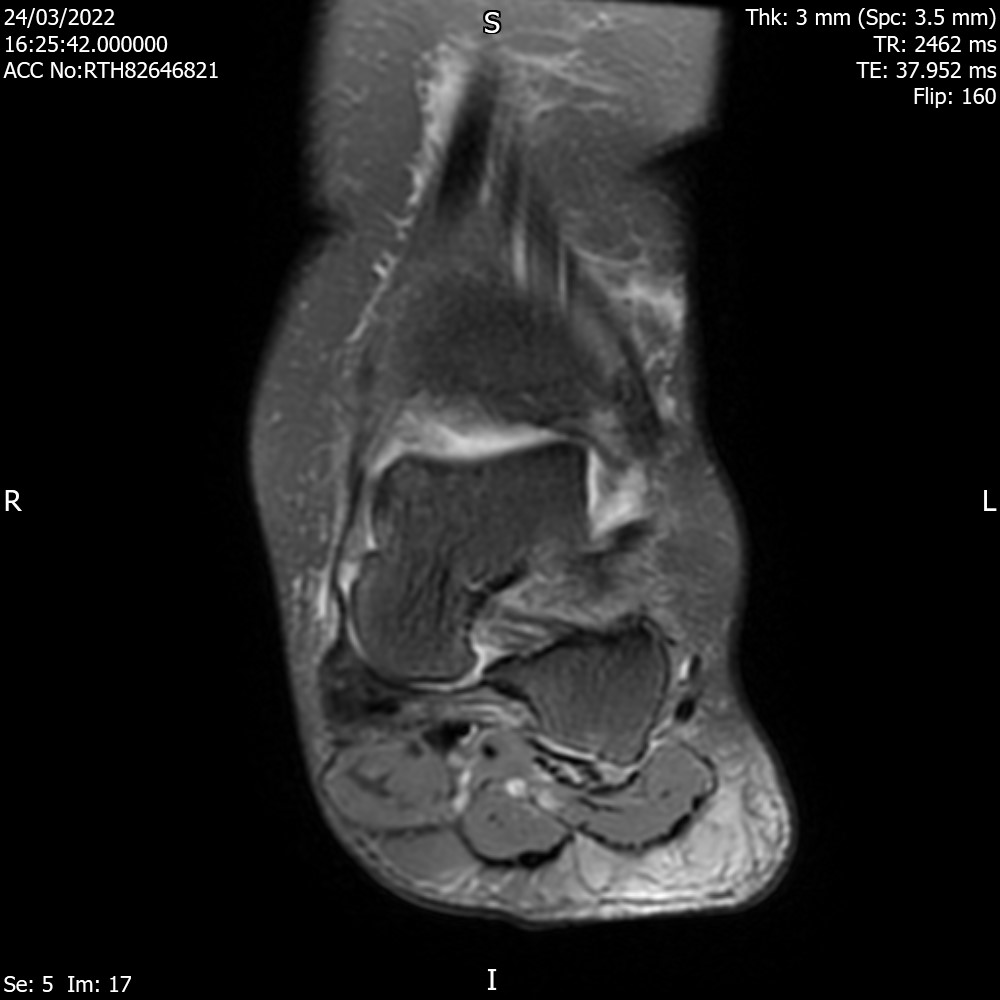 24/03/2022
16:25:42.000000
ACC No:RTH82646821
S
Thk: 3 mm (Spc: 3.5 mm)
TR: 2462 ms
TE: 37.952 ms
Flip: 160
R
L
Se: 5 Im: 17
I